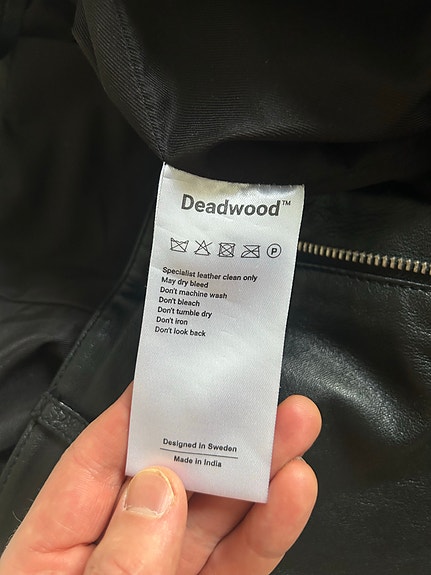 Deadwood™
P
Specialist leather clean only
May dry bleed
Don't machine wash
Don't bleach
Don't tumble dry
Don't iron
Don't look back
Designed in Sweden
Made in India